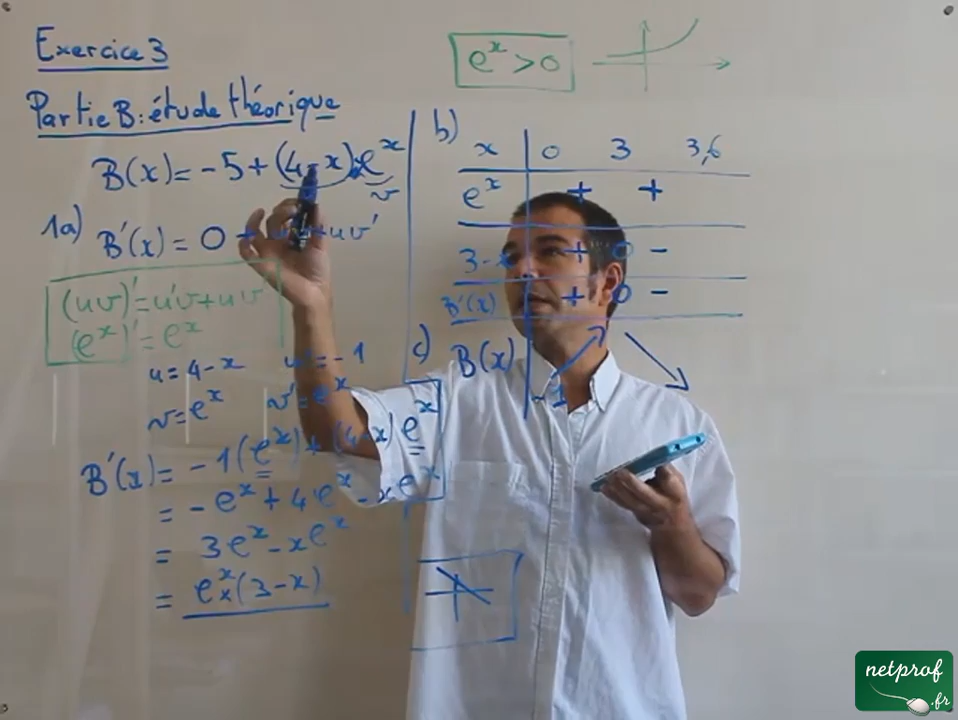 Exercice 3
Partie B: étude théorique
B(x) = -5 + (4-x)×e^x
v
1a) B'(x) = 0 + u'v+uv'
(uv)'=u'v+uv'
(e^x)'=e^x
u=4-x u'=-1
v=e^x v'=e^x
B'(x) = -1(e^x)+(4-x)e^x
= -e^x+4e^x-xe^x
= 3e^x-xe^x
= e^x×(3-x)
e^x>0
b)
x 0 3 3,6
e^x + +
3-x + 0 -
B'(x) + 0 -
c) B(x) -1
netprof
.fr